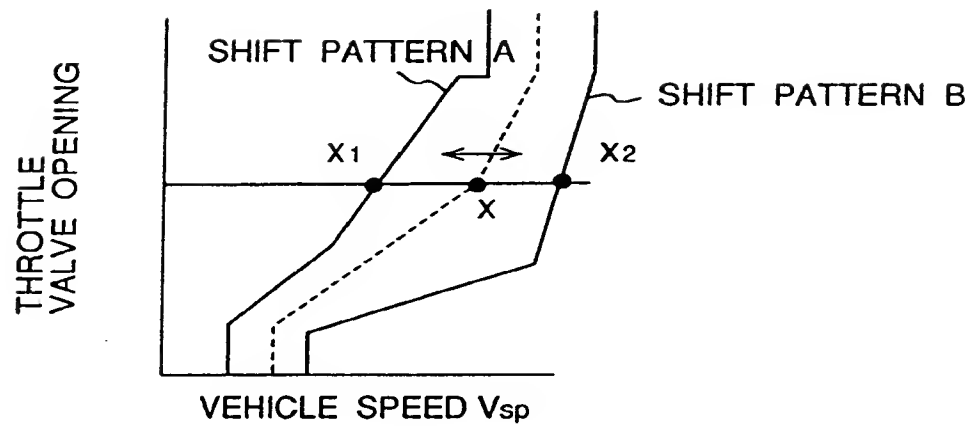 SHIFT PATTERN A
SHIFT PATTERN B
X1
X2
X
THROTTLE
VALVE OPENING
VEHICLE SPEED Vsp